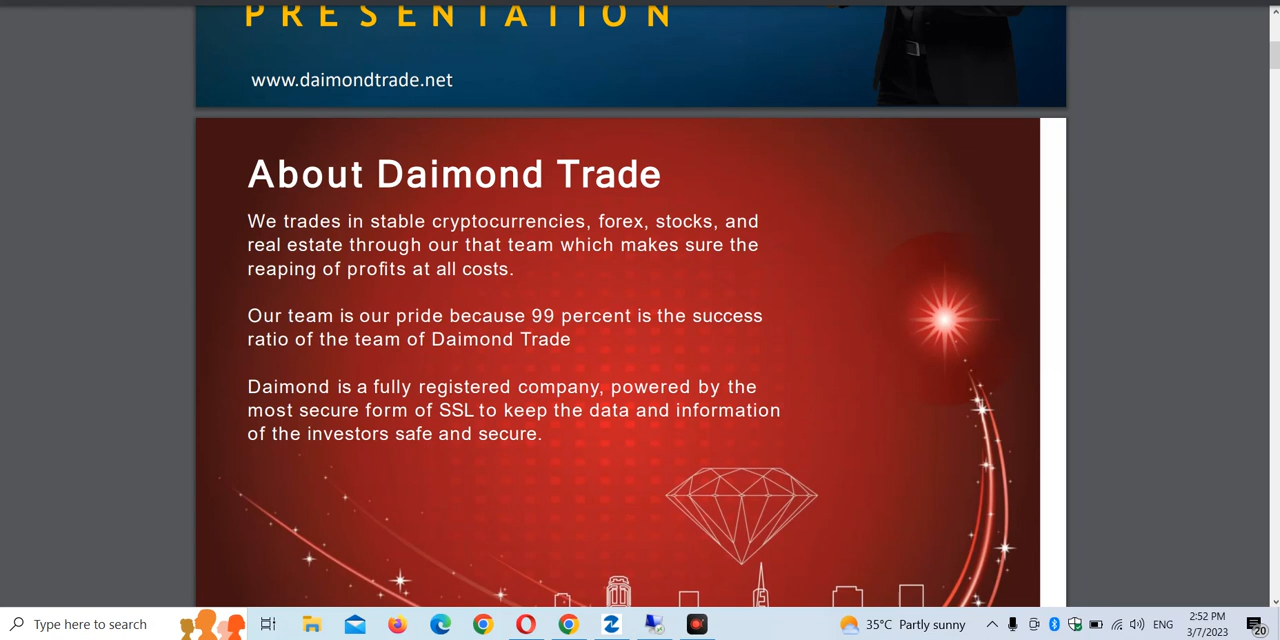 PRESENTATION
www.daimondtrade.net
About Daimond Trade
We trades in stable cryptocurrencies, forex, stocks, and
real estate through our that team which makes sure the
reaping of profits at all costs.
Our team is our pride because 99 percent is the success
ratio of the team of Daimond Trade
Daimond is a fully registered company, powered by the
most secure form of SSL to keep the data and information
of the investors safe and secure.
Type here to search
35°C Partly sunny
ENG
2:52 PM
3/7/2023
20